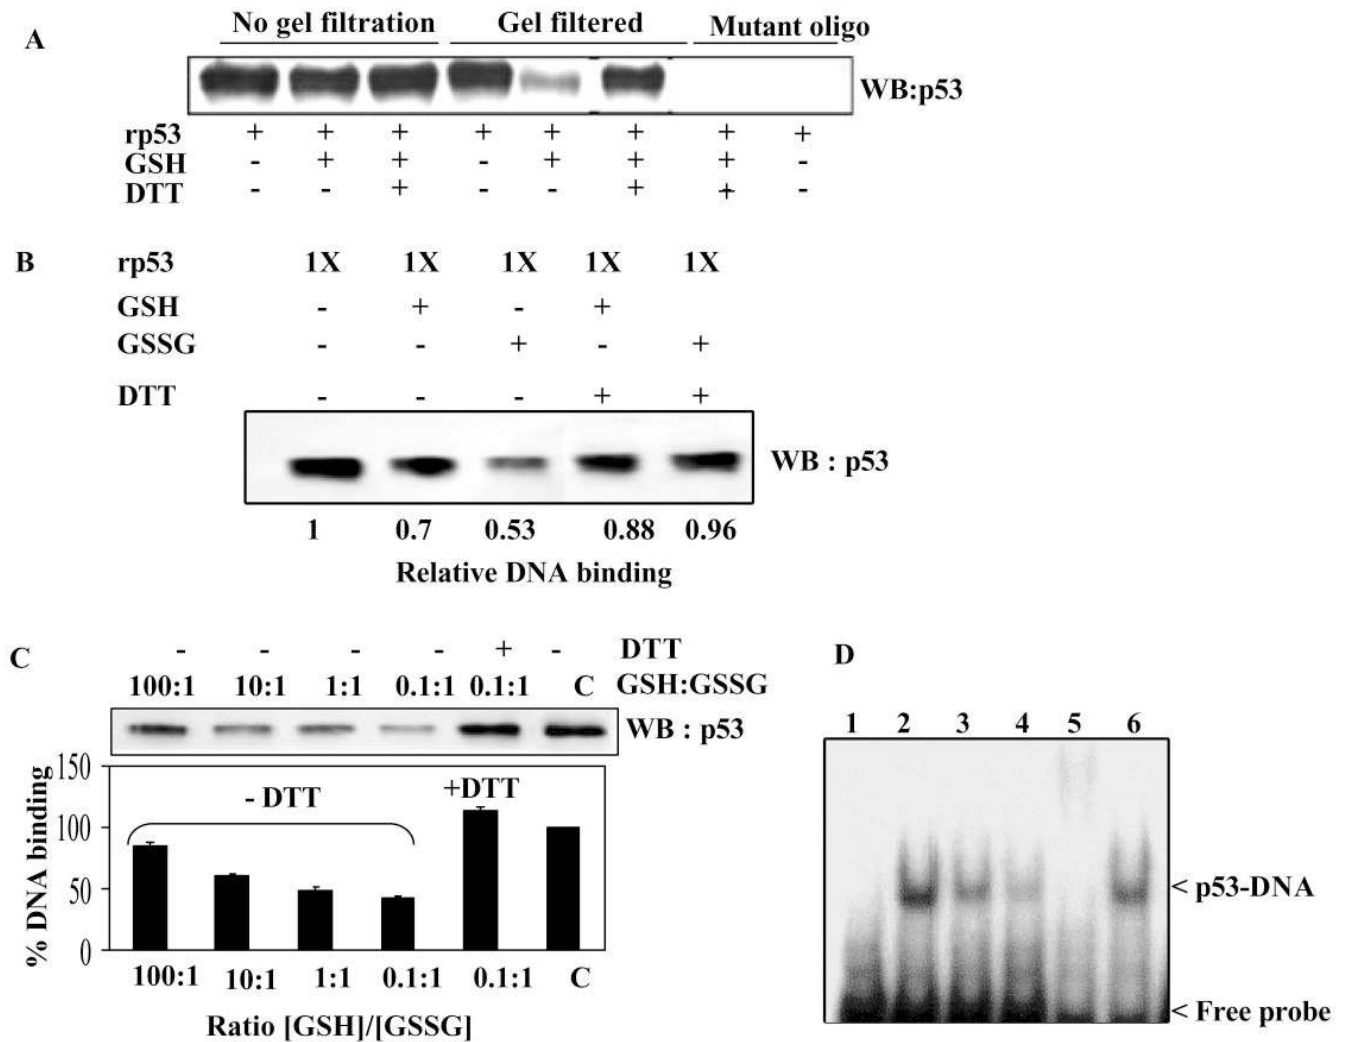 A
No gel filtration Gel filtered Mutant oligo
WB:p53
rp53 + + + + + + + +
GSH - + + - + + + -
DTT - - + - - + + -
B
rp53 1X 1X 1X 1X 1X
GSH - + - +
GSSG - - + - +
DTT - - - + +
WB : p53
1 0.7 0.53 0.88 0.96
Relative DNA binding
C
- - - - + - DTT
100:1 10:1 1:1 0.1:1 0.1:1 C GSH:GSSG
WB : p53
% DNA binding
150
100
50
0
- DTT +DTT
100:1 10:1 1:1 0.1:1 0.1:1 C
Ratio [GSH]/[GSSG]
D
1 2 3 4 5 6
< p53-DNA
< Free probe